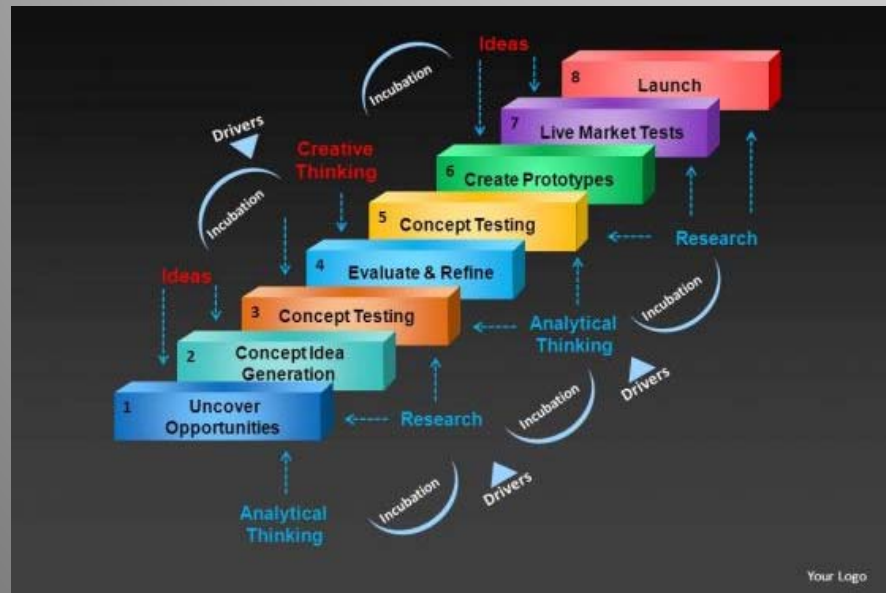 Ideas
8
Launch
Incubation
7
Live Market Tests
Drivers
Creative
Thinking
6
Create Prototypes
5
Concept Testing
Incubation
Research
4
Evaluate & Refine
Ideas
Incubation
3
Concept Testing
Analytical
Thinking
2
Concept Idea
Generation
Drivers
Incubation
1
Uncover
Opportunities
Research
Drivers
Incubation
Analytical
Thinking
Your Logo